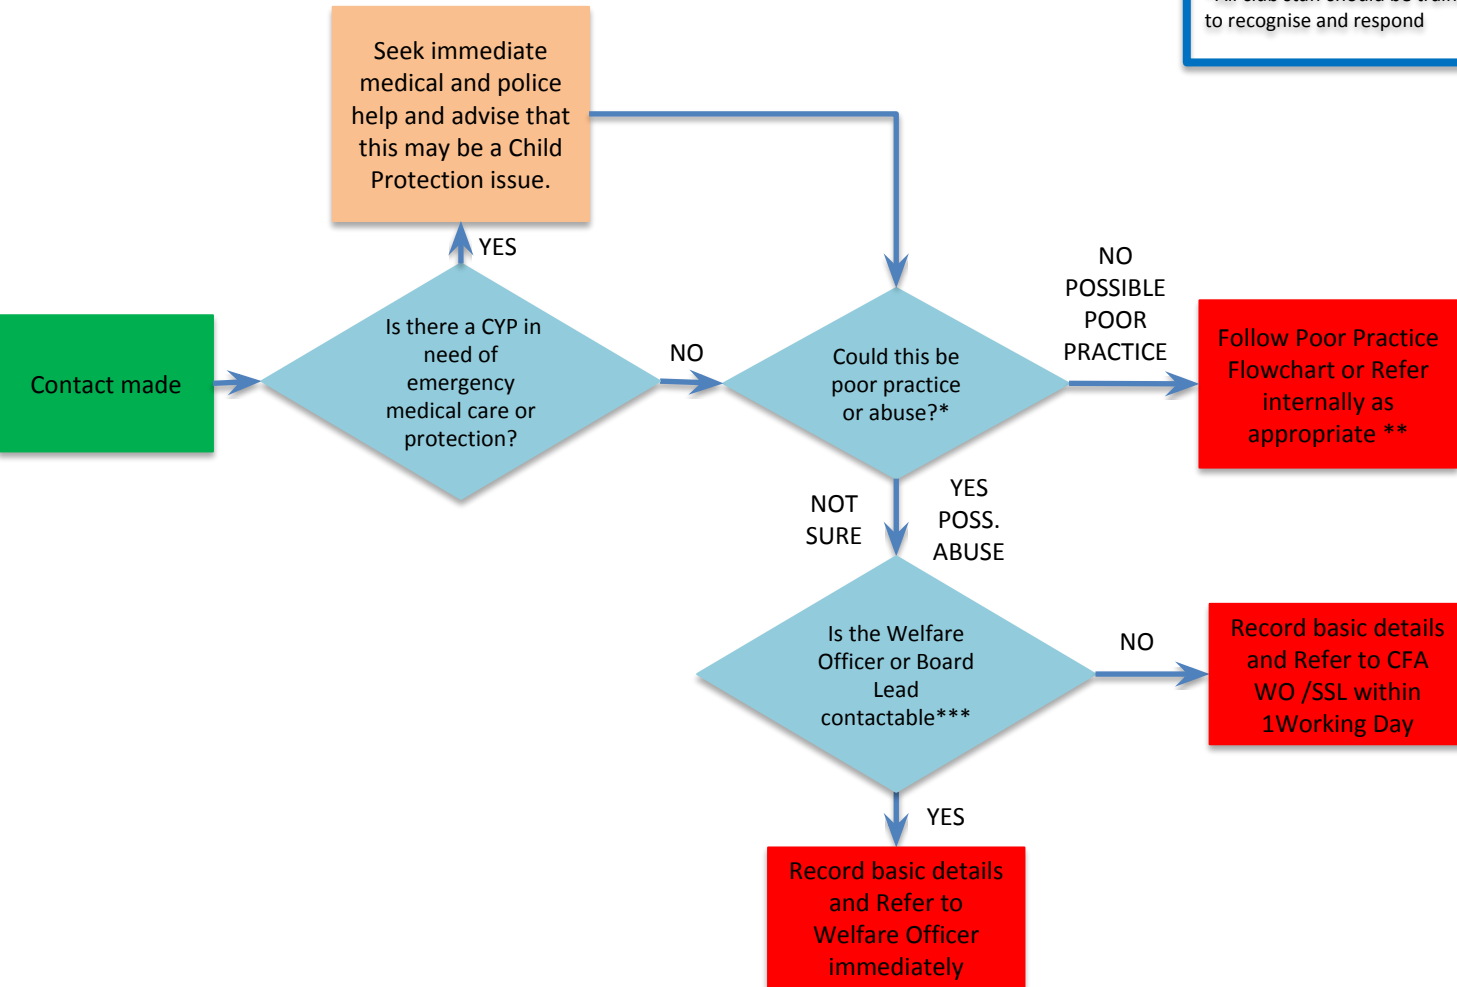 to recognise and respond
Seek immediate
medical and police
help and advise that
this may be a Child
Protection issue.
YES
Contact made
Is there a CYP in
need of
emergency
medical care or
protection?
NO
Could this be
poor practice
or abuse?*
NO
POSSIBLE
POOR
PRACTICE
Follow Poor Practice
Flowchart or Refer
internally as
appropriate **
NOT
SURE
YES
POSS.
ABUSE
Is the Welfare
Officer or Board
Lead
contactable***
NO
Record basic details
and Refer to CFA
WO /SSL within
1Working Day
YES
Record basic details
and Refer to
Welfare Officer
immediately